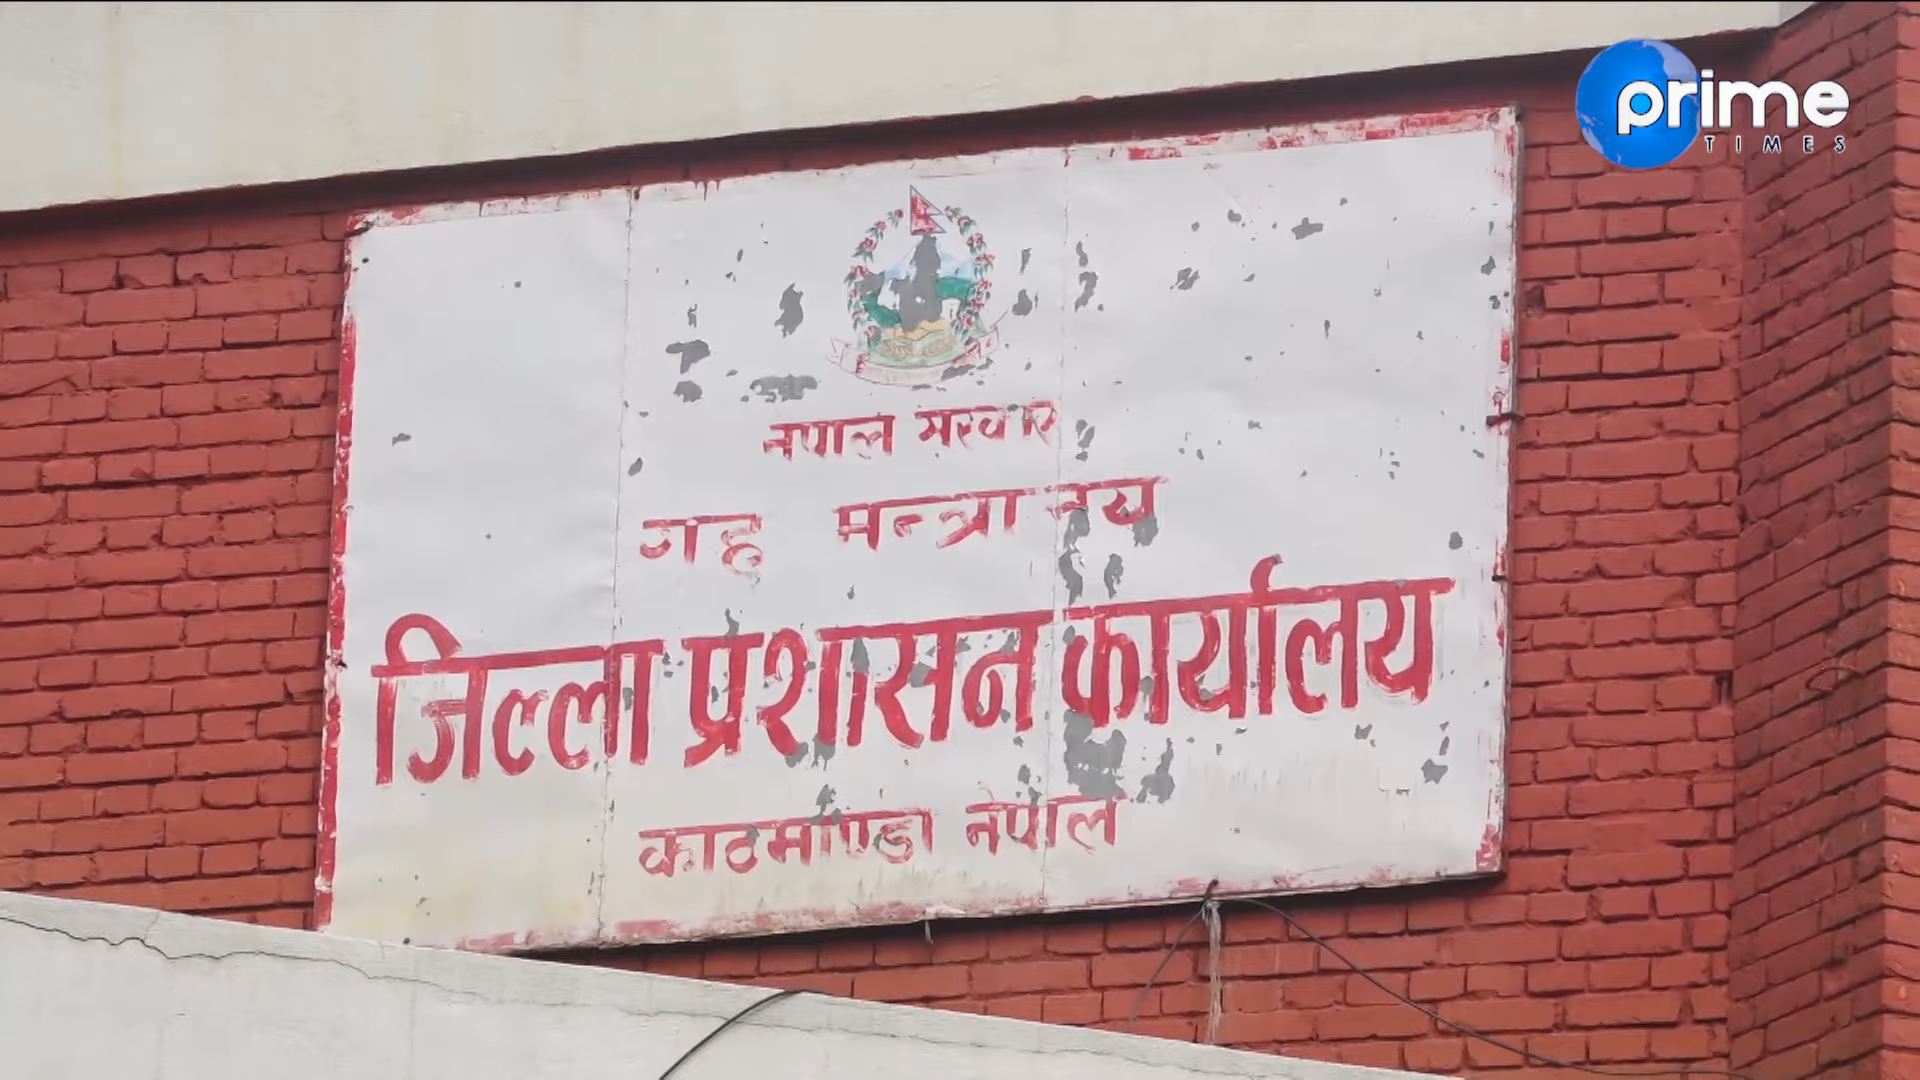 prime
TIMES
नेपाल सरकार
गृह मन्त्रालय
जिल्ला प्रशासन कार्यालय
काठमाण्डौ नेपाल